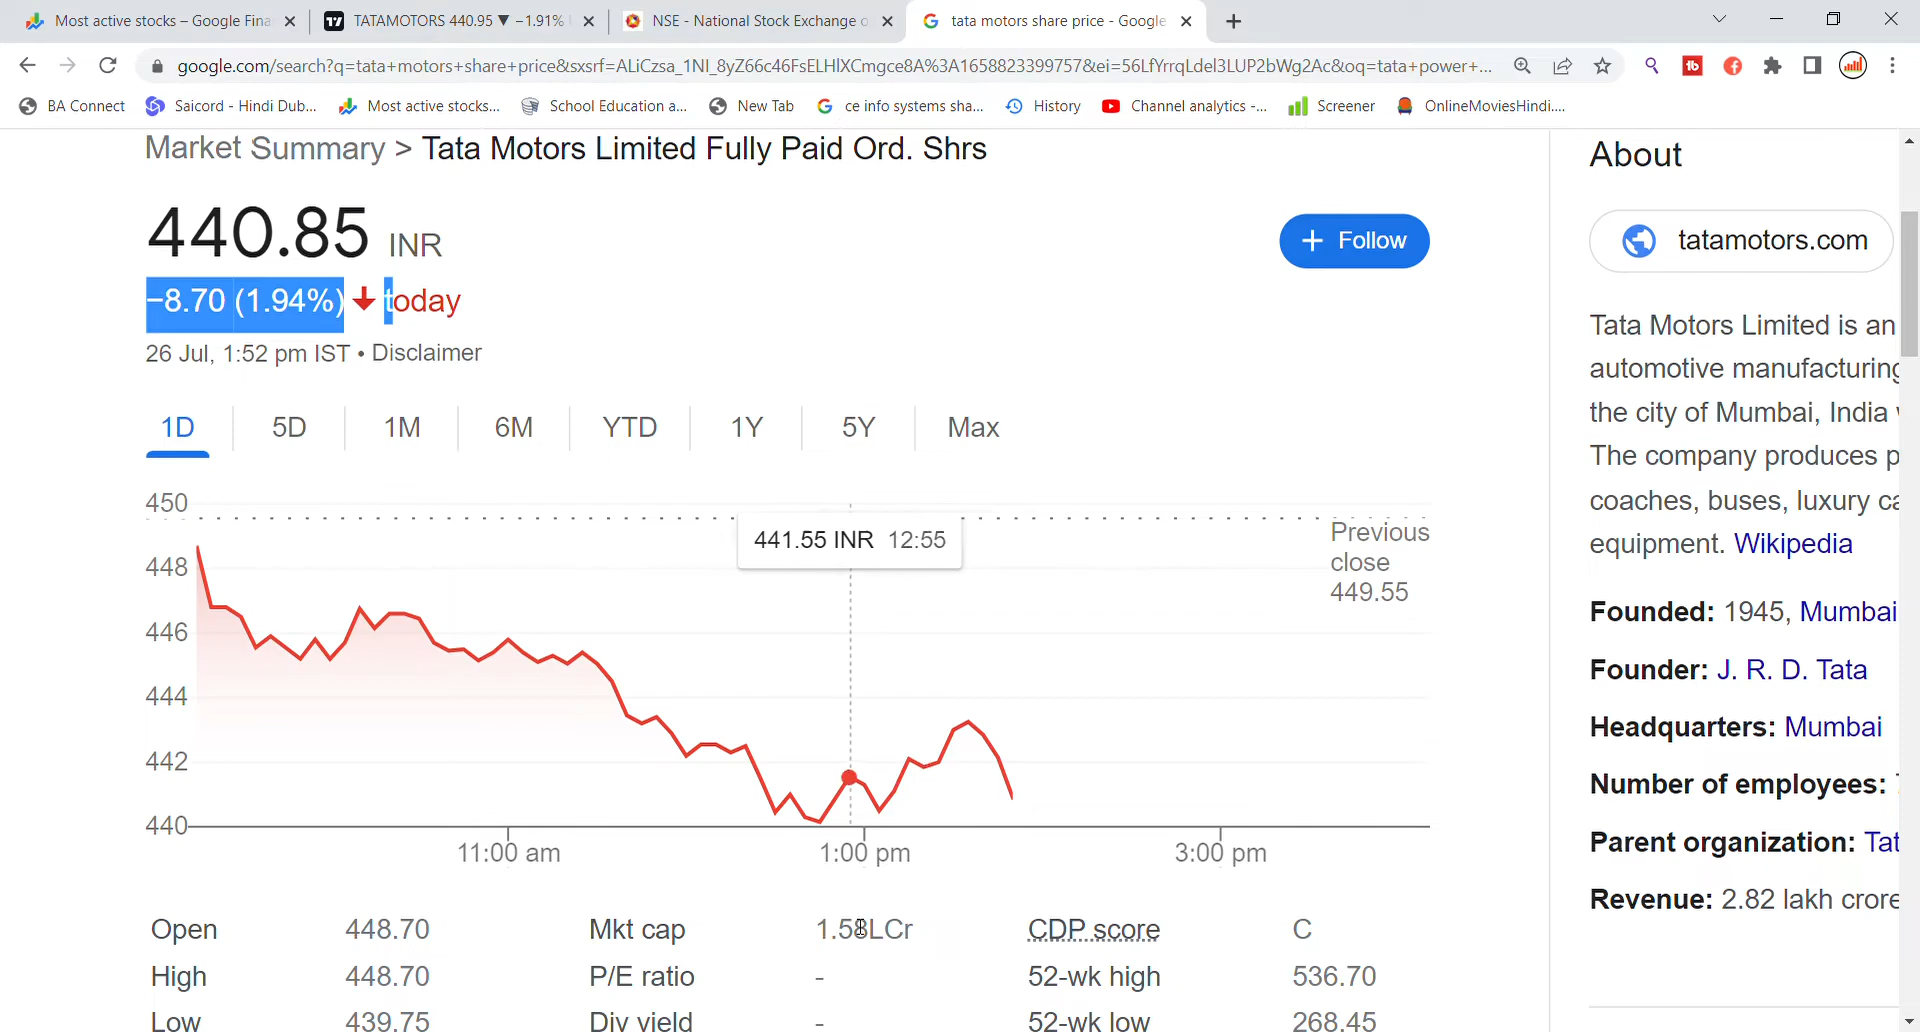 Most active stocks – Google Fina
TATAMOTORS 440.95 ▼ −1.91%
NSE - National Stock Exchange o
tata motors share price - Google
google.com/search?q=tata+motors+share+price&sxsrf=ALiCzsa_1NI_8yZ66c46FsELHlXCmgce8A%3A1658823399757&ei=56LfYrrqLdel3LUP2bWg2Ac&oq=tata+power+...
BA Connect
Saicord - Hindi Dub...
Most active stocks...
School Education a...
New Tab
ce info systems sha...
History
Channel analytics -...
Screener
OnlineMoviesHindi....
Market Summary > Tata Motors Limited Fully Paid Ord. Shrs
440.85 INR
+ Follow
−8.70 (1.94%) today
26 Jul, 1:52 pm IST • Disclaimer
1D 5D 1M 6M YTD 1Y 5Y Max
450
448
446
444
442
440
441.55 INR 12:55
Previous
close
449.55
11:00 am 1:00 pm 3:00 pm
Open 448.70 Mkt cap 1.58LCr CDP score C
High 448.70 P/E ratio - 52-wk high 536.70
Low 439.75 Div yield - 52-wk low 268.45
About
tatamotors.com
Tata Motors Limited is an
automotive manufacturing
the city of Mumbai, India
The company produces p
coaches, buses, luxury ca
equipment. Wikipedia
Founded: 1945, Mumbai
Founder: J. R. D. Tata
Headquarters: Mumbai
Number of employees:
Parent organization: Tat
Revenue: 2.82 lakh crore